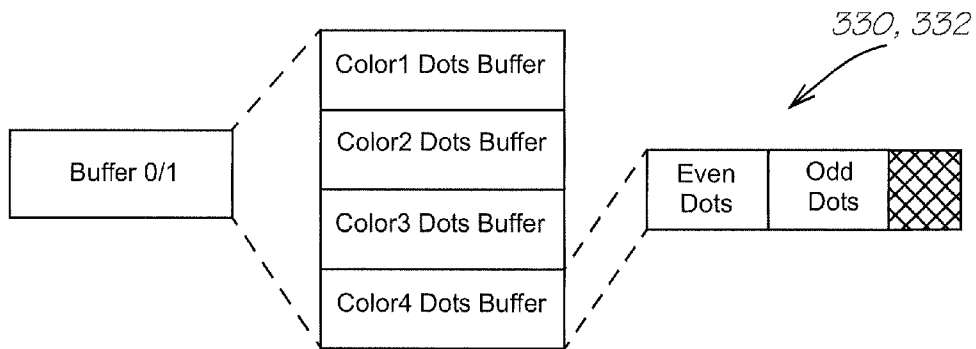 330, 332
Color1 Dots Buffer
Color2 Dots Buffer
Buffer 0/1
Even
Dots
Odd
Dots
Color3 Dots Buffer
Color4 Dots Buffer